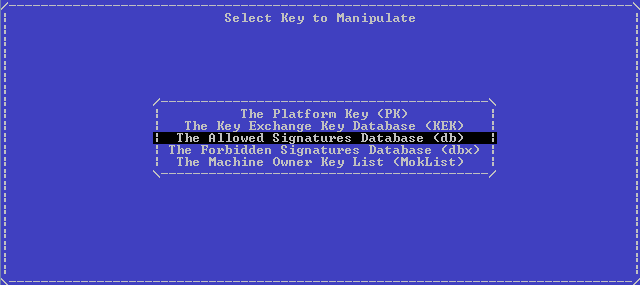 Select Key to Manipulate
The Platform Key (PK)
The Key Exchange Key Database (KEK)
The Allowed Signatures Database (db)
The Forbidden Signatures Database (dbx)
The Machine Owner Key List (MokList)